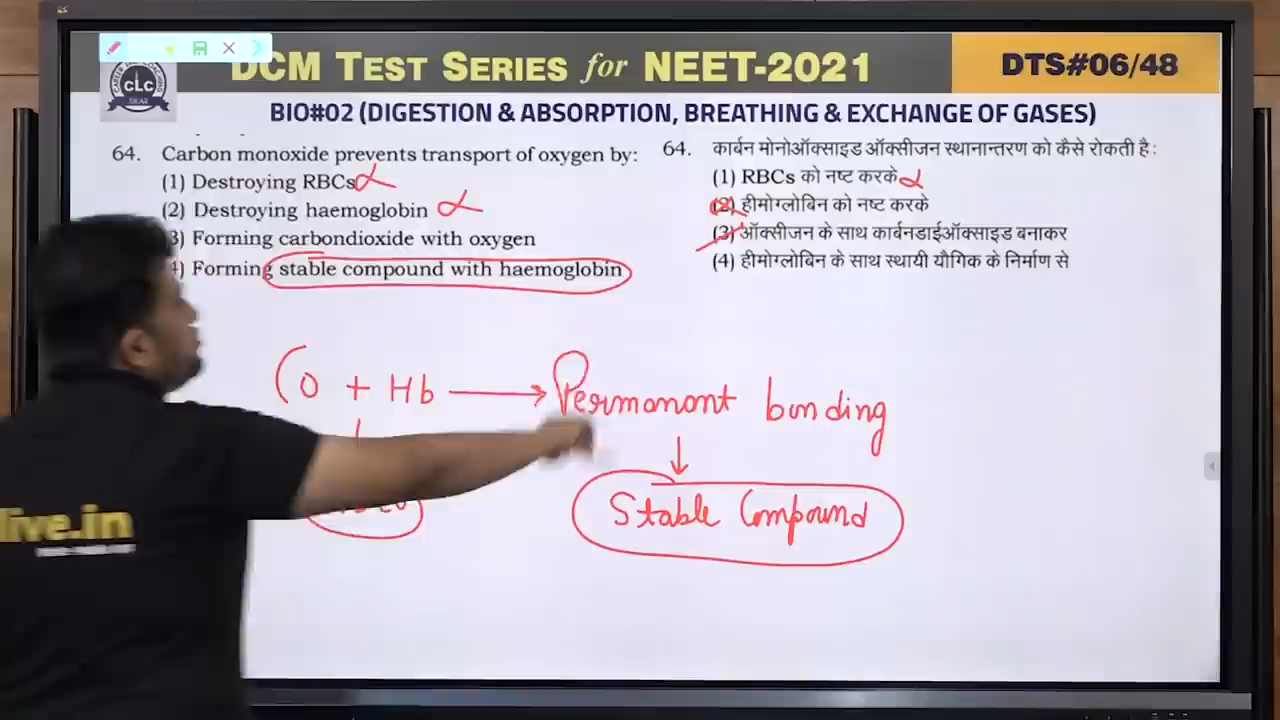 DCM TEST SERIES for NEET-2021
DTS#06/48
CLC
SIKAR
BIO#02 (DIGESTION & ABSORPTION, BREATHING & EXCHANGE OF GASES)
64. Carbon monoxide prevents transport of oxygen by:
(1) Destroying RBCs
(2) Destroying haemoglobin
3) Forming carbondioxide with oxygen
4) Forming stable compound with haemoglobin
64. कार्बन मोनोऑक्साइड ऑक्सीजन स्थानान्तरण को कैसे रोकती है:
(1) RBCs को नष्ट करके
(2) हीमोग्लोबिन को नष्ट करके
(3) ऑक्सीजन के साथ कार्बनडाईऑक्साइड बनाकर
(4) हीमोग्लोबिन के साथ स्थायी यौगिक के निर्माण से
CO + Hb → Permanont bonding
↓
Stable Compound
live.in